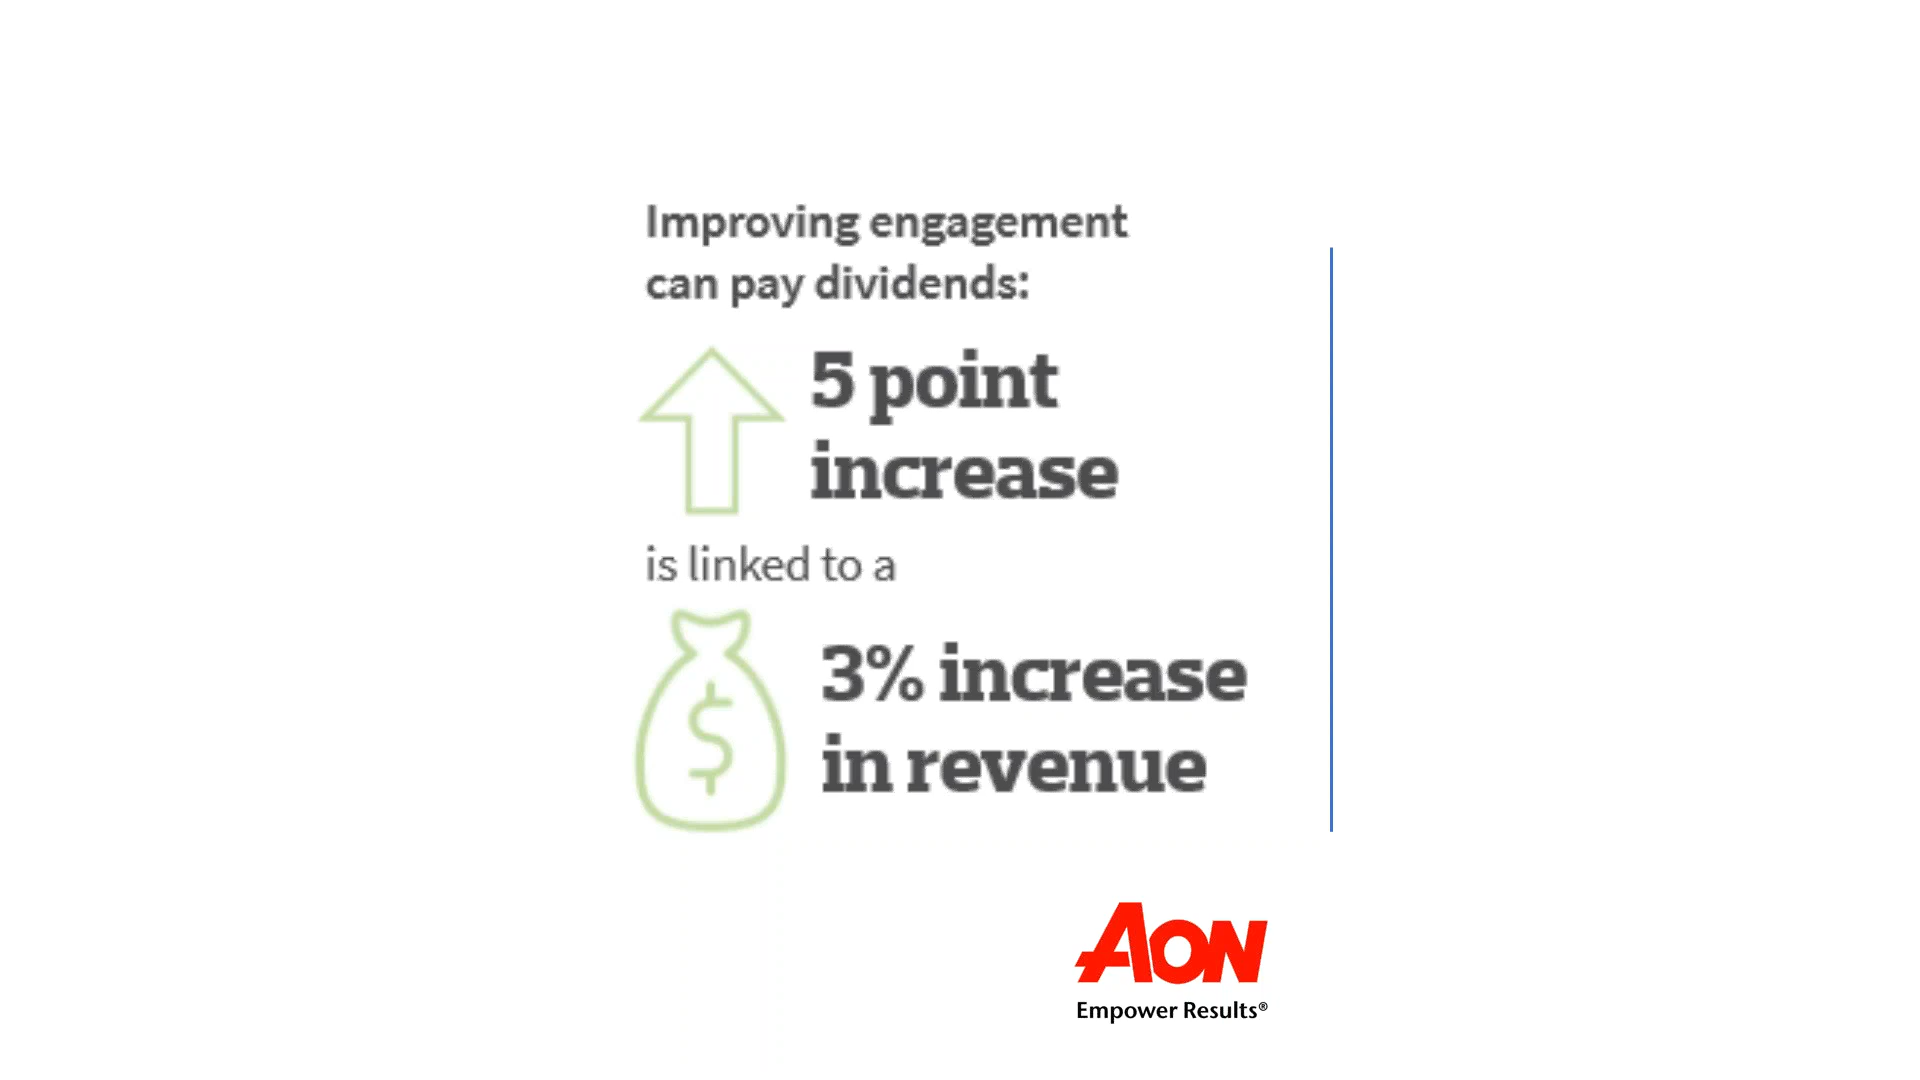 Improving engagement
can pay dividends:
5 point
increase
is linked to a
$
3% increase
in revenue
AON
Empower Results®